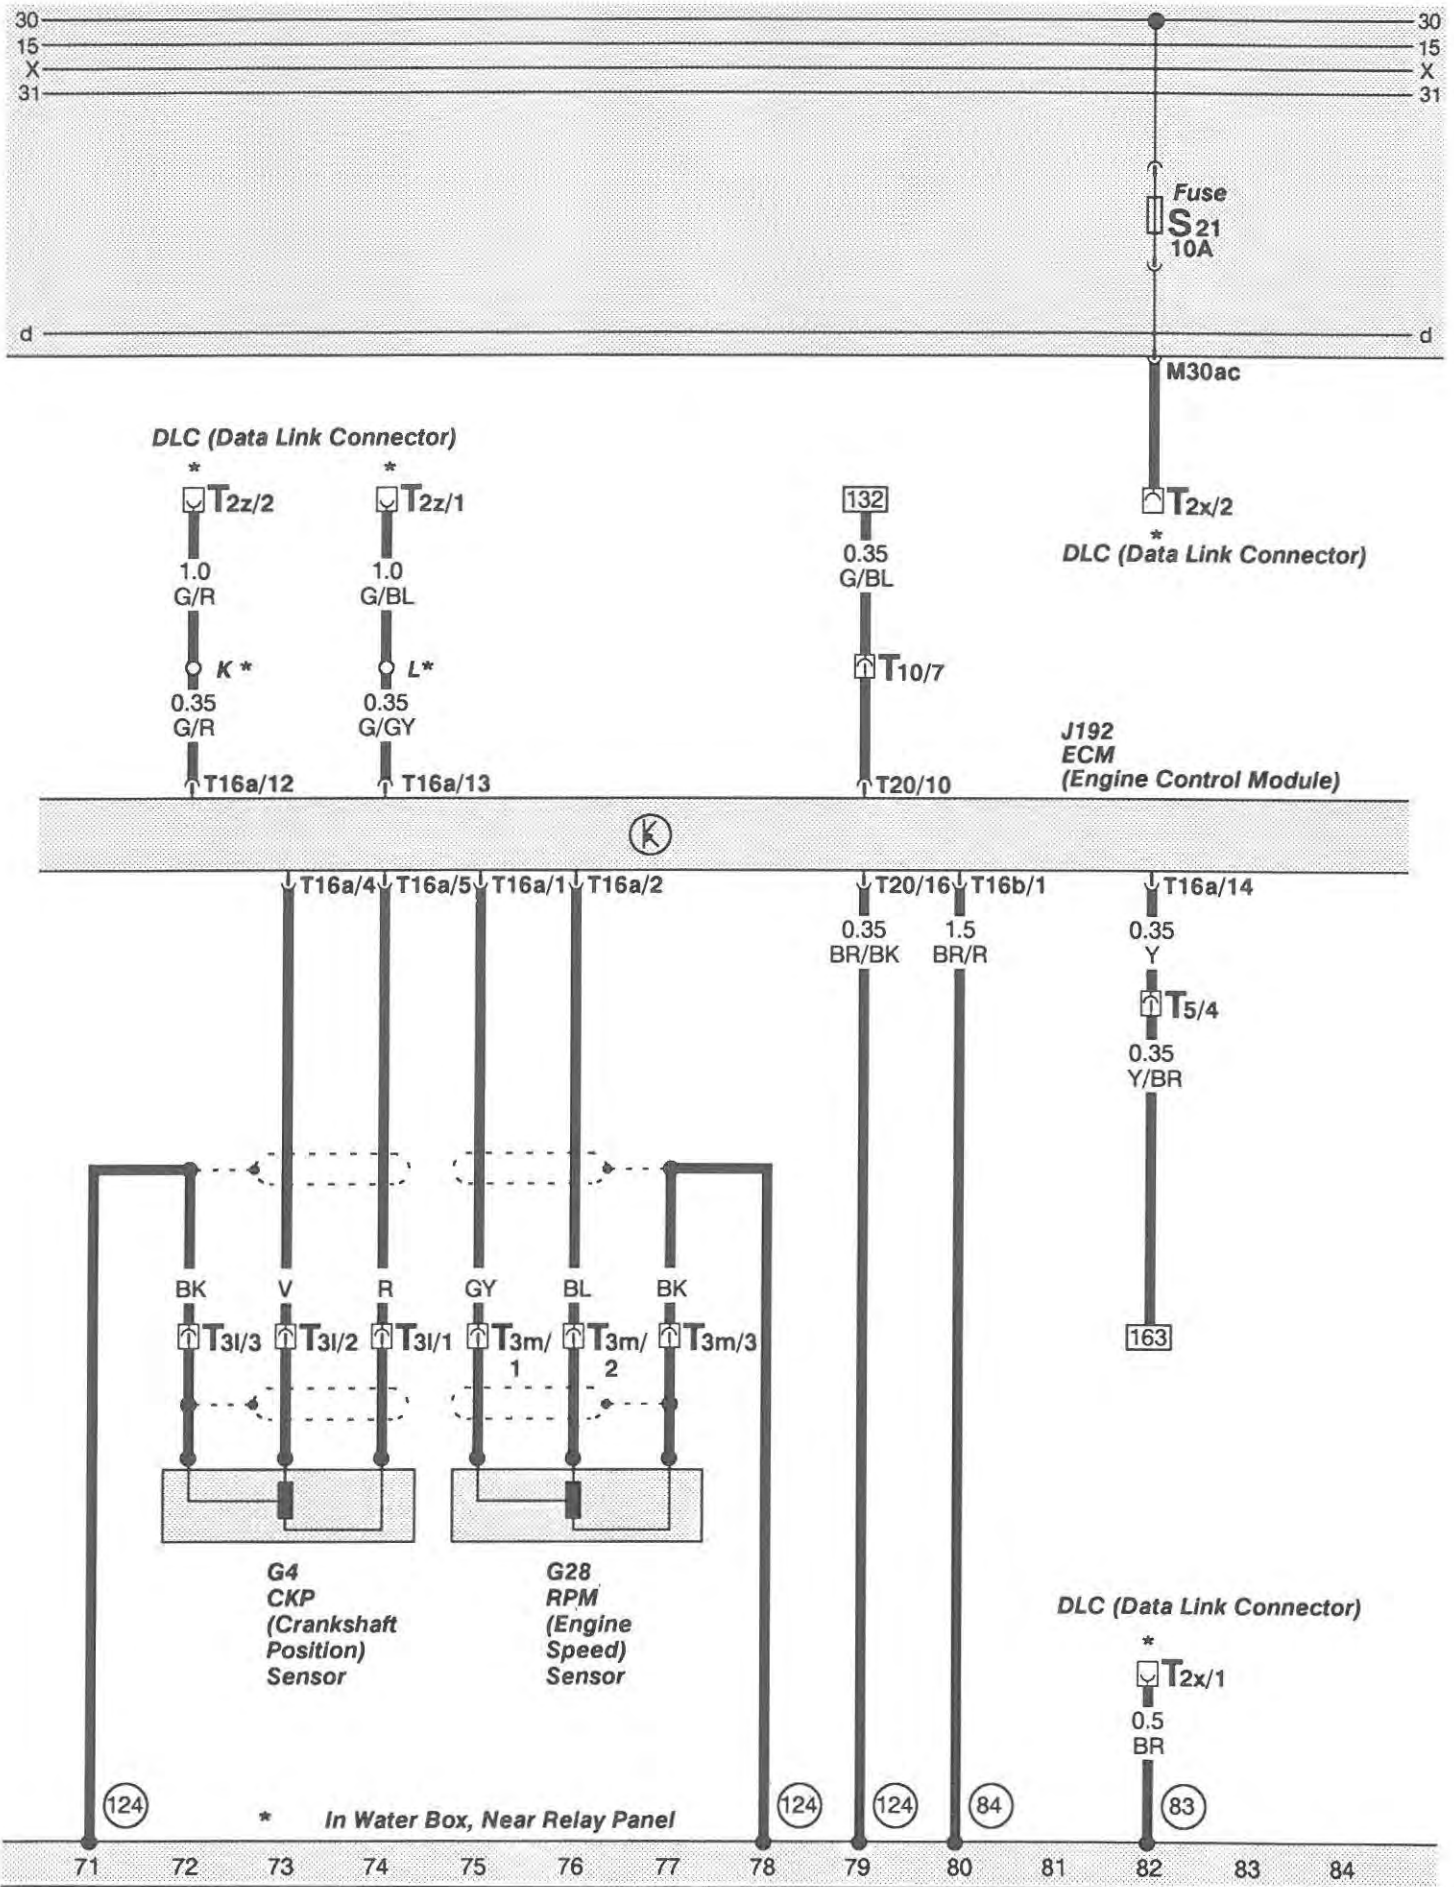 30 30
15 15
X X
31 31
Fuse
S21
10A
d d
M30ac
DLC (Data Link Connector)
* *
T2z/2 T2z/1 132 T2x/2
*
DLC (Data Link Connector)
1.0 1.0 0.35
G/R G/BL G/BL
K * L* T10/7
0.35 0.35
G/R G/GY
J192
ECM
(Engine Control Module)
T16a/12 T16a/13 T20/10
T16a/4 T16a/5 T16a/1 T16a/2 T20/16 T16b/1 T16a/14
0.35 1.5 0.35
BR/BK BR/R Y
T5/4
0.35
Y/BR
BK V R GY BL BK
T3l/3 T3l/2 T3l/1 T3m/1 T3m/2 T3m/3 163
G4 G28
CKP RPM
(Crankshaft (Engine
Position) Speed)
Sensor Sensor
DLC (Data Link Connector)
*
T2x/1
0.5
BR
124 124 124 84 83
* In Water Box, Near Relay Panel
71 72 73 74 75 76 77 78 79 80 81 82 83 84